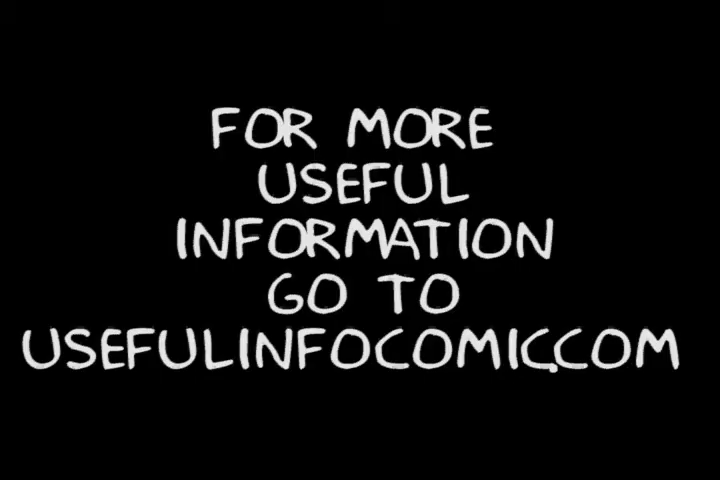 FOR MORE
USEFUL
INFORMATION
GO TO
USEFULINFOCOMIC.COM